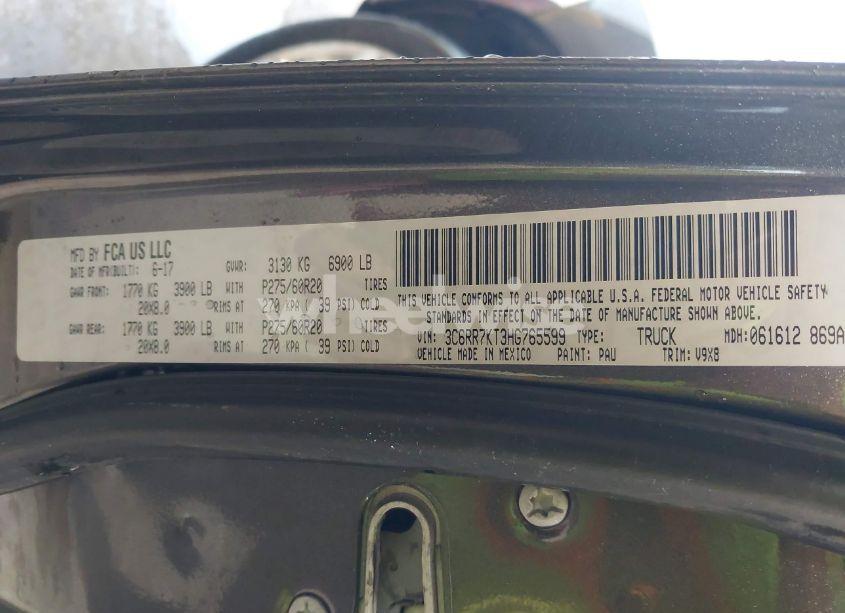 MFD BY FCA US LLC
DATE OF MFR(BUILT): 6-17 GVWR: 3130 KG 6900 LB
GAWR FRONT: 1770 KG 3900 LB WITH P275/60R20 TIRES
20X8.0 RIMS AT 270 KPA ( 39 PSI) COLD
GAWR REAR: 1770 KG 3900 LB WITH P275/60R20 TIRES
20X8.0 RIMS AT 270 KPA ( 39 PSI) COLD
THIS VEHICLE CONFORMS TO ALL APPLICABLE U.S.A. FEDERAL MOTOR VEHICLE SAFETY
STANDARDS IN EFFECT ON THE DATE OF MANUFACTURE SHOWN ABOVE.
VIN: 3C6RR7KT3HG765599 TYPE: TRUCK MDH:061612 869A
VEHICLE MADE IN MEXICO PAINT: PAU TRIM: V9X8